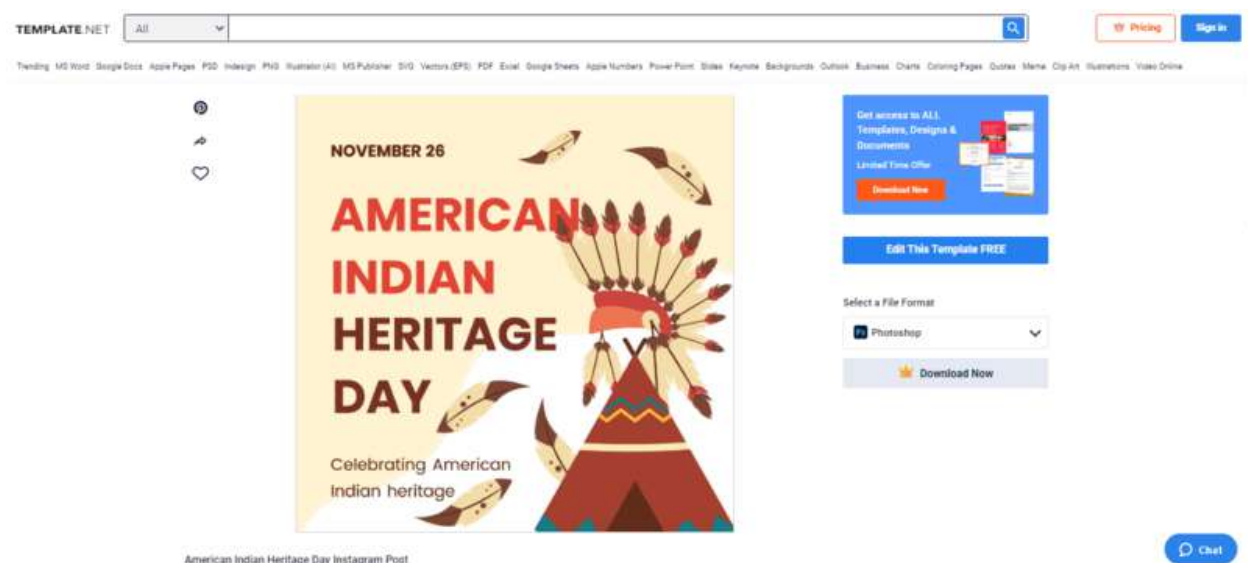 TEMPLATE.NET All Pricing Sign in
Trending MS Word Google Docs Apple Pages PSD Indesign PNG Illustrator (AI) MS Publisher SVG Vectors (EPS) PDF Excel Google Sheets Apple Numbers Power Point Slides Keynote Backgrounds Outlook Business Charts Coloring Pages Quotes Meme Clip Art Illustrations Video Online
NOVEMBER 26
AMERICAN
INDIAN
HERITAGE
DAY
Celebrating American
Indian heritage
American Indian Heritage Day Instagram Post
Get access to ALL
Templates, Designs &
Documents
Limited Time Offer
Download Now
Edit This Template FREE
Select a File Format
Ps Photoshop
Download Now
Chat